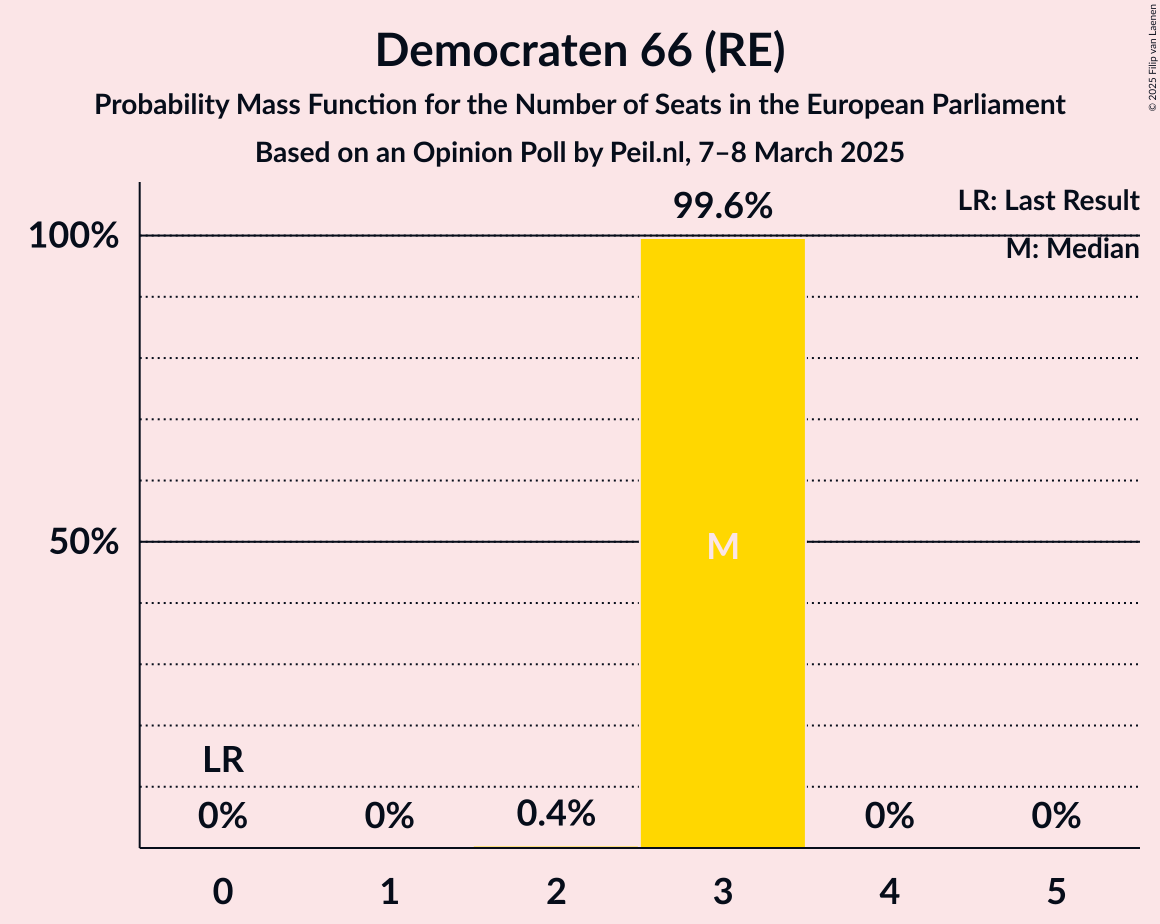 Democraten 66 (RE)
Probability Mass Function for the Number of Seats in the European Parliament
Based on an Opinion Poll by Peil.nl, 7–8 March 2025
© 2025 Filip van Laenen
LR: Last Result
M: Median
99.6%
100%
50%
M
LR
0%
0%
0.4%
0%
0%
0
1
2
3
4
5